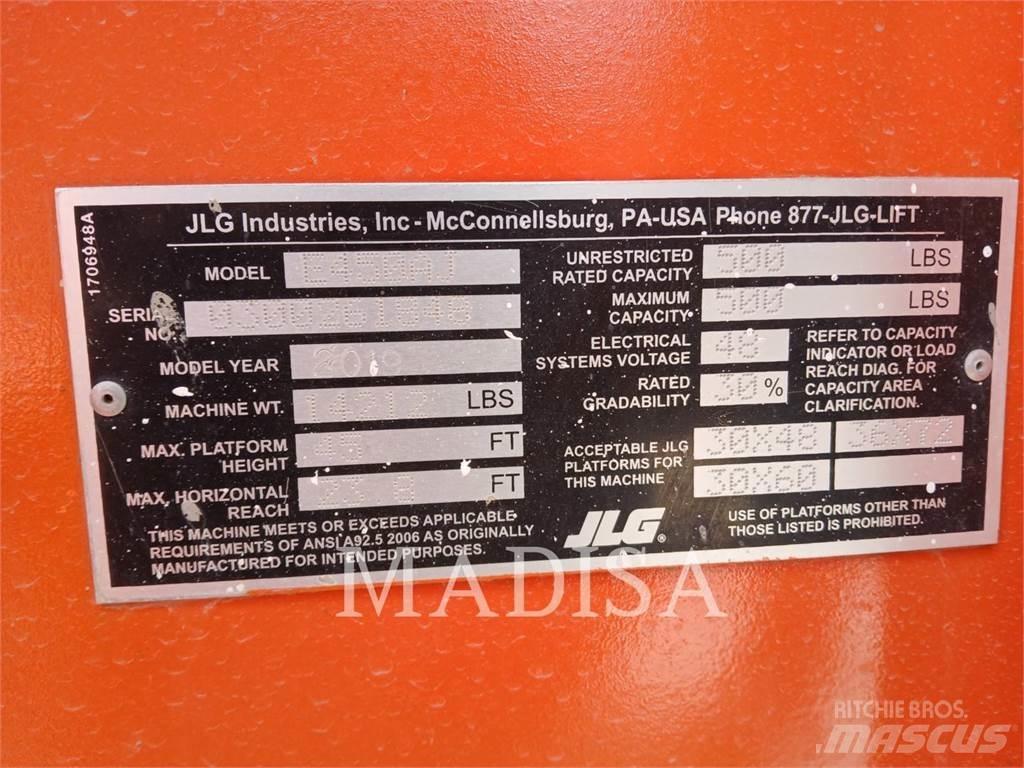 1706948A
JLG Industries, Inc - McConnellsburg, PA-USA Phone 877-JLG-LIFT
MODEL E450AJ
SERIAL NO. 0300261548
MODEL YEAR
MACHINE WT. 14212 LBS
MAX. PLATFORM HEIGHT 45 FT
MAX. HORIZONTAL REACH FT
THIS MACHINE MEETS OR EXCEEDS APPLICABLE
REQUIREMENTS OF ANSI.A92.5 2006 AS ORIGINALLY
MANUFACTURED FOR INTENDED PURPOSES.
UNRESTRICTED RATED CAPACITY 500 LBS
MAXIMUM CAPACITY 500 LBS
ELECTRICAL SYSTEMS VOLTAGE 48
RATED GRADABILITY 30 %
REFER TO CAPACITY
INDICATOR OR LOAD
REACH DIAG. FOR
CAPACITY AREA
CLARIFICATION.
ACCEPTABLE JLG
PLATFORMS FOR
THIS MACHINE
30X48 36X72
30X60
JLG®
USE OF PLATFORMS OTHER THAN
THOSE LISTED IS PROHIBITED.
MADISA
RITCHIE BROS.
MASCUS